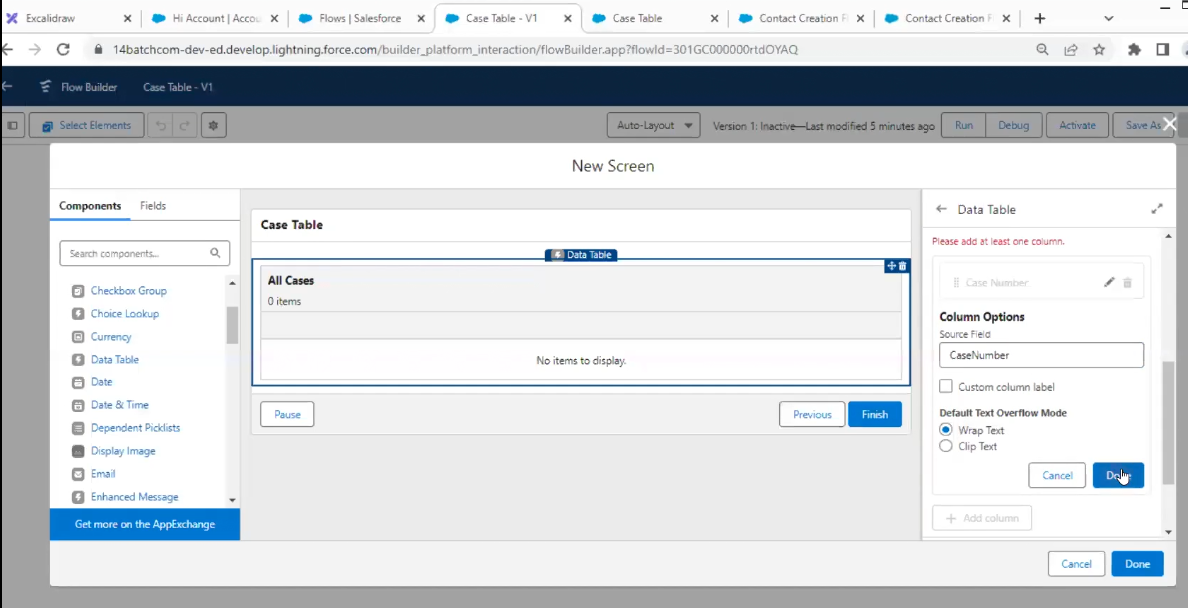 Excalidraw
Hi Account | Accou
Flows | Salesforce
Case Table - V1
Case Table
Contact Creation F
Contact Creation F
14batchcom-dev-ed.develop.lightning.force.com/builder_platform_interaction/flowBuilder.app?flowId=301GC000000rtdOYAQ
Flow Builder
Case Table - V1
Select Elements
Auto-Layout
Version 1: Inactive—Last modified 5 minutes ago
Run
Debug
Activate
Save As
New Screen
Components
Fields
Search components...
Checkbox Group
Choice Lookup
Currency
Data Table
Date
Date & Time
Dependent Picklists
Display Image
Email
Enhanced Message
Get more on the AppExchange
Case Table
Data Table
All Cases
0 items
No items to display.
Pause
Previous
Finish
Data Table
Please add at least one column.
Case Number
Column Options
Source Field
CaseNumber
Custom column label
Default Text Overflow Mode
Wrap Text
Clip Text
Cancel
Add column
Cancel
Done